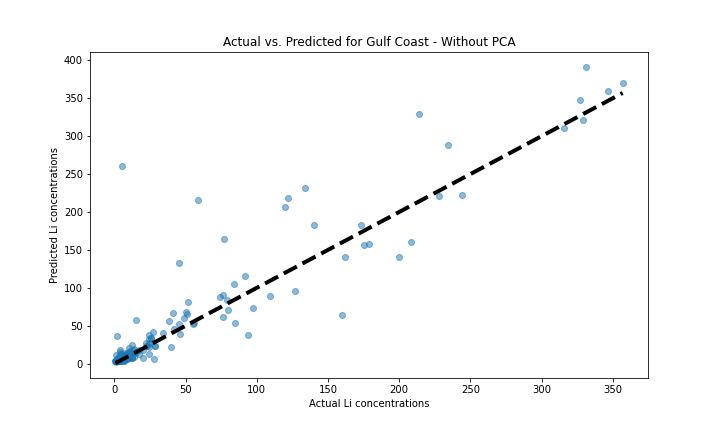 Actual vs. Predicted for Gulf Coast - Without PCA
400
350
300
250
200
150
100
50
0
Predicted Li concentrations
0 50 100 150 200 250 300 350
Actual Li concentrations